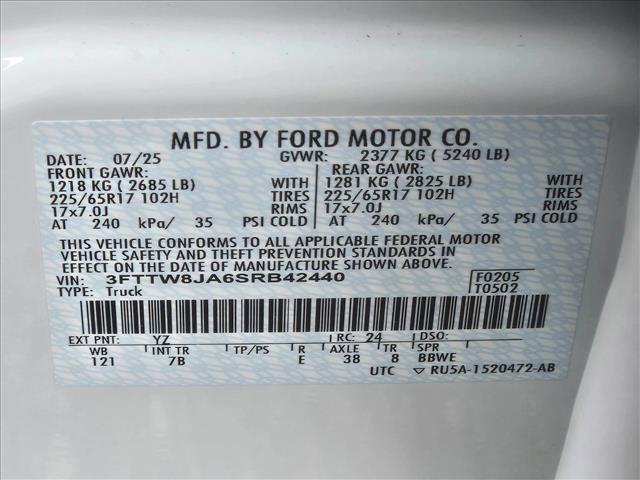 MFD. BY FORD MOTOR CO.
DATE: 07/25 GVWR: 2377 KG ( 5240 LB)
FRONT GAWR: REAR GAWR:
1218 KG ( 2685 LB) WITH 1281 KG ( 2825 LB) WITH
225/65R17 102H TIRES 225/65R17 102H TIRES
17x7.0J RIMS 17x7.0J RIMS
AT 240 kPa/ 35 PSI COLD AT 240 kPa/ 35 PSI COLD
THIS VEHICLE CONFORMS TO ALL APPLICABLE FEDERAL MOTOR
VEHICLE SAFETY AND THEFT PREVENTION STANDARDS IN
EFFECT ON THE DATE OF MANUFACTURE SHOWN ABOVE.
VIN: 3FTTW8JA6SRB42440 F0205
TYPE: Truck T0502
EXT PNT: YZ RC: 24 DSO:
WB INT TR TP/PS R AXLE TR SPR
121 7B E 38 8 BBWE
UTC ▽ RU5A-1520472-AB